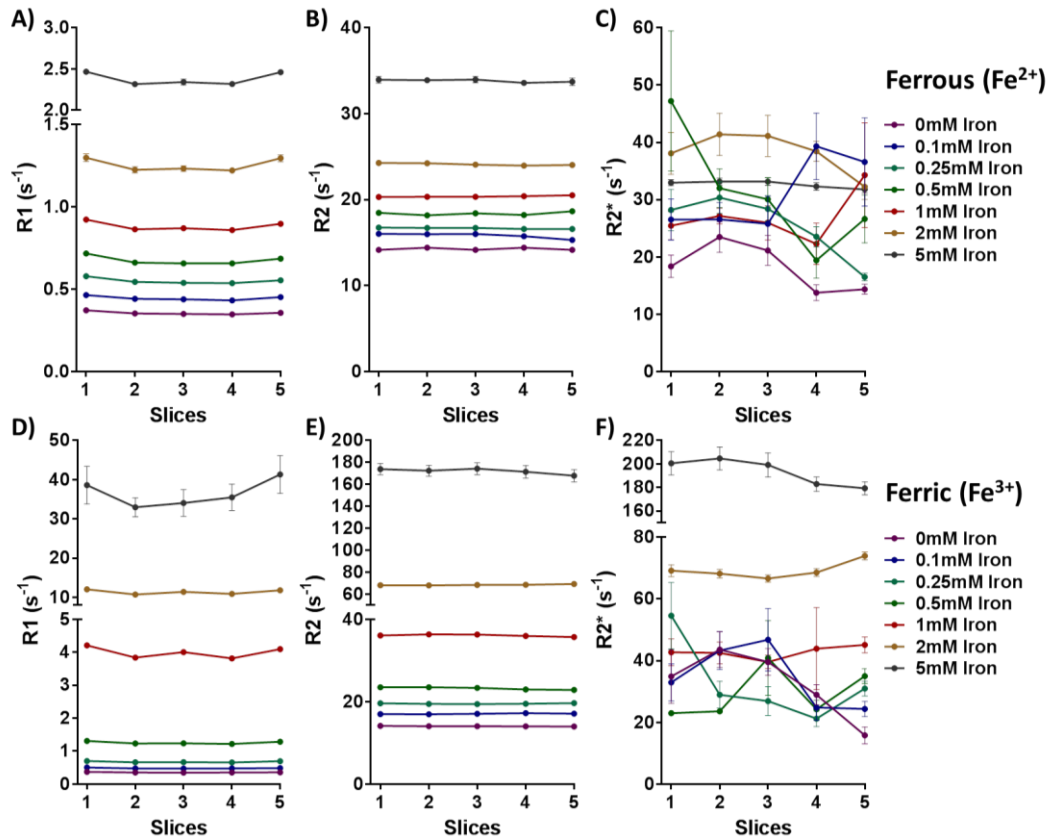 A)
R1 (s⁻¹)
3.0
2.5
2.0
1.5
1.0
0.5
0.0
1 2 3 4 5
Slices
B)
R2 (s⁻¹)
40
30
20
10
0
1 2 3 4 5
Slices
C)
R2* (s⁻¹)
60
50
40
30
20
10
0
1 2 3 4 5
Slices
Ferrous (Fe²⁺)
0mM Iron
0.1mM Iron
0.25mM Iron
0.5mM Iron
1mM Iron
2mM Iron
5mM Iron
D)
R1 (s⁻¹)
50
40
30
20
10
5
4
3
2
1
0
1 2 3 4 5
Slices
E)
R2 (s⁻¹)
200
180
160
140
120
100
80
60
40
20
0
1 2 3 4 5
Slices
F)
R2* (s⁻¹)
220
200
180
160
140
120
100
80
60
40
20
0
1 2 3 4 5
Slices
Ferric (Fe³⁺)
0mM Iron
0.1mM Iron
0.25mM Iron
0.5mM Iron
1mM Iron
2mM Iron
5mM Iron